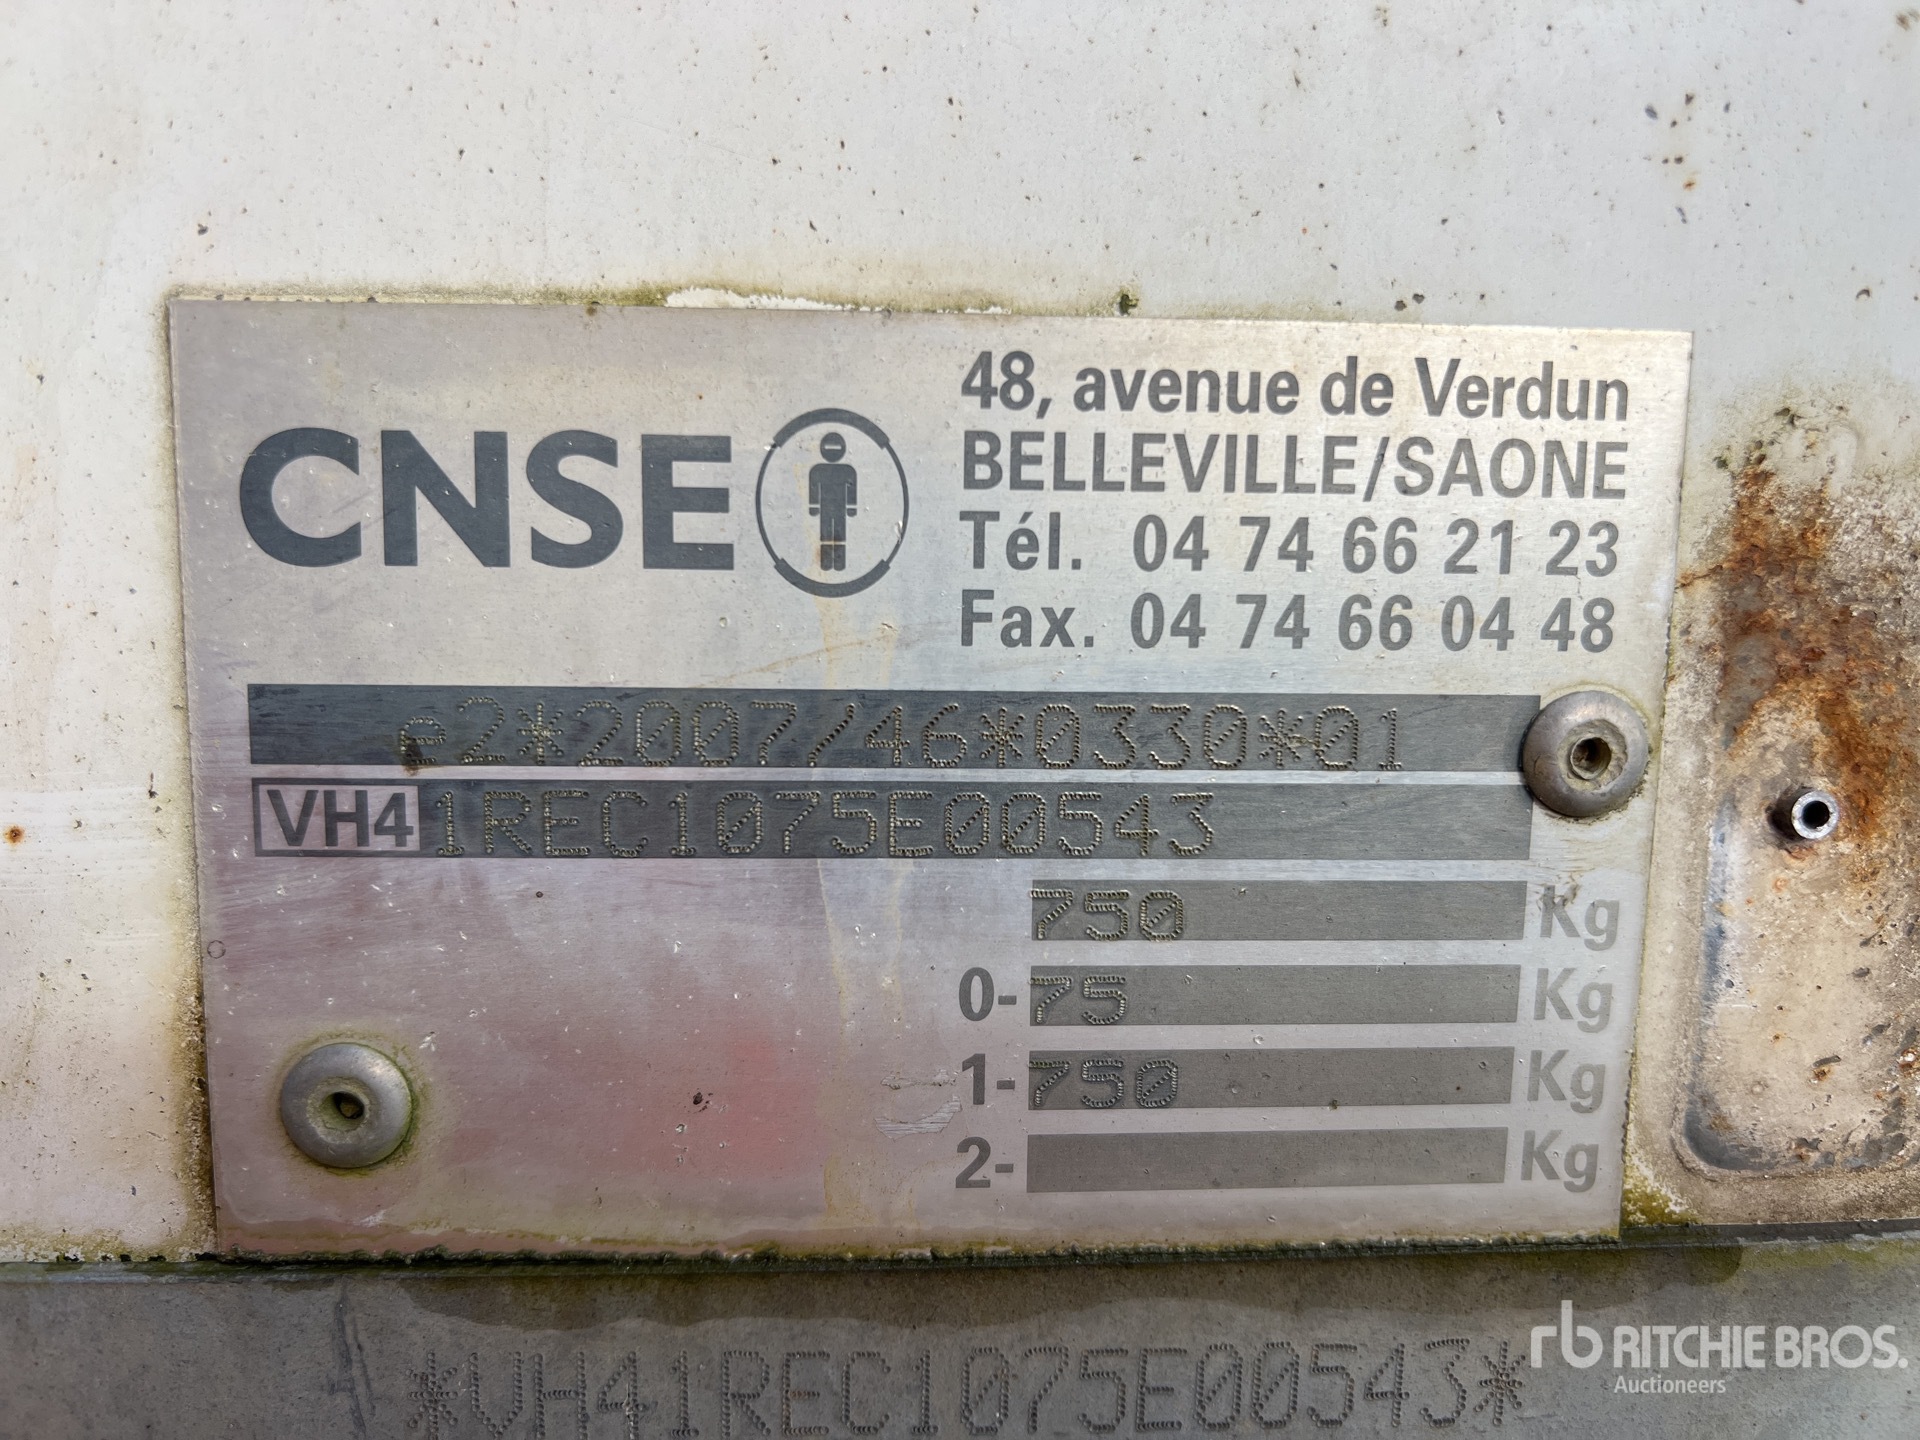 CNSE
48, avenue de Verdun
BELLEVILLE/SAONE
Tél. 04 74 66 21 23
Fax. 04 74 66 04 48
e2*2007/46*0330*01
VH4 1REC1075E00543
750 Kg
0- 75 Kg
1- 750 Kg
2- Kg
*VH41REC1075E00543*
rb RITCHIE BROS.
Auctioneers